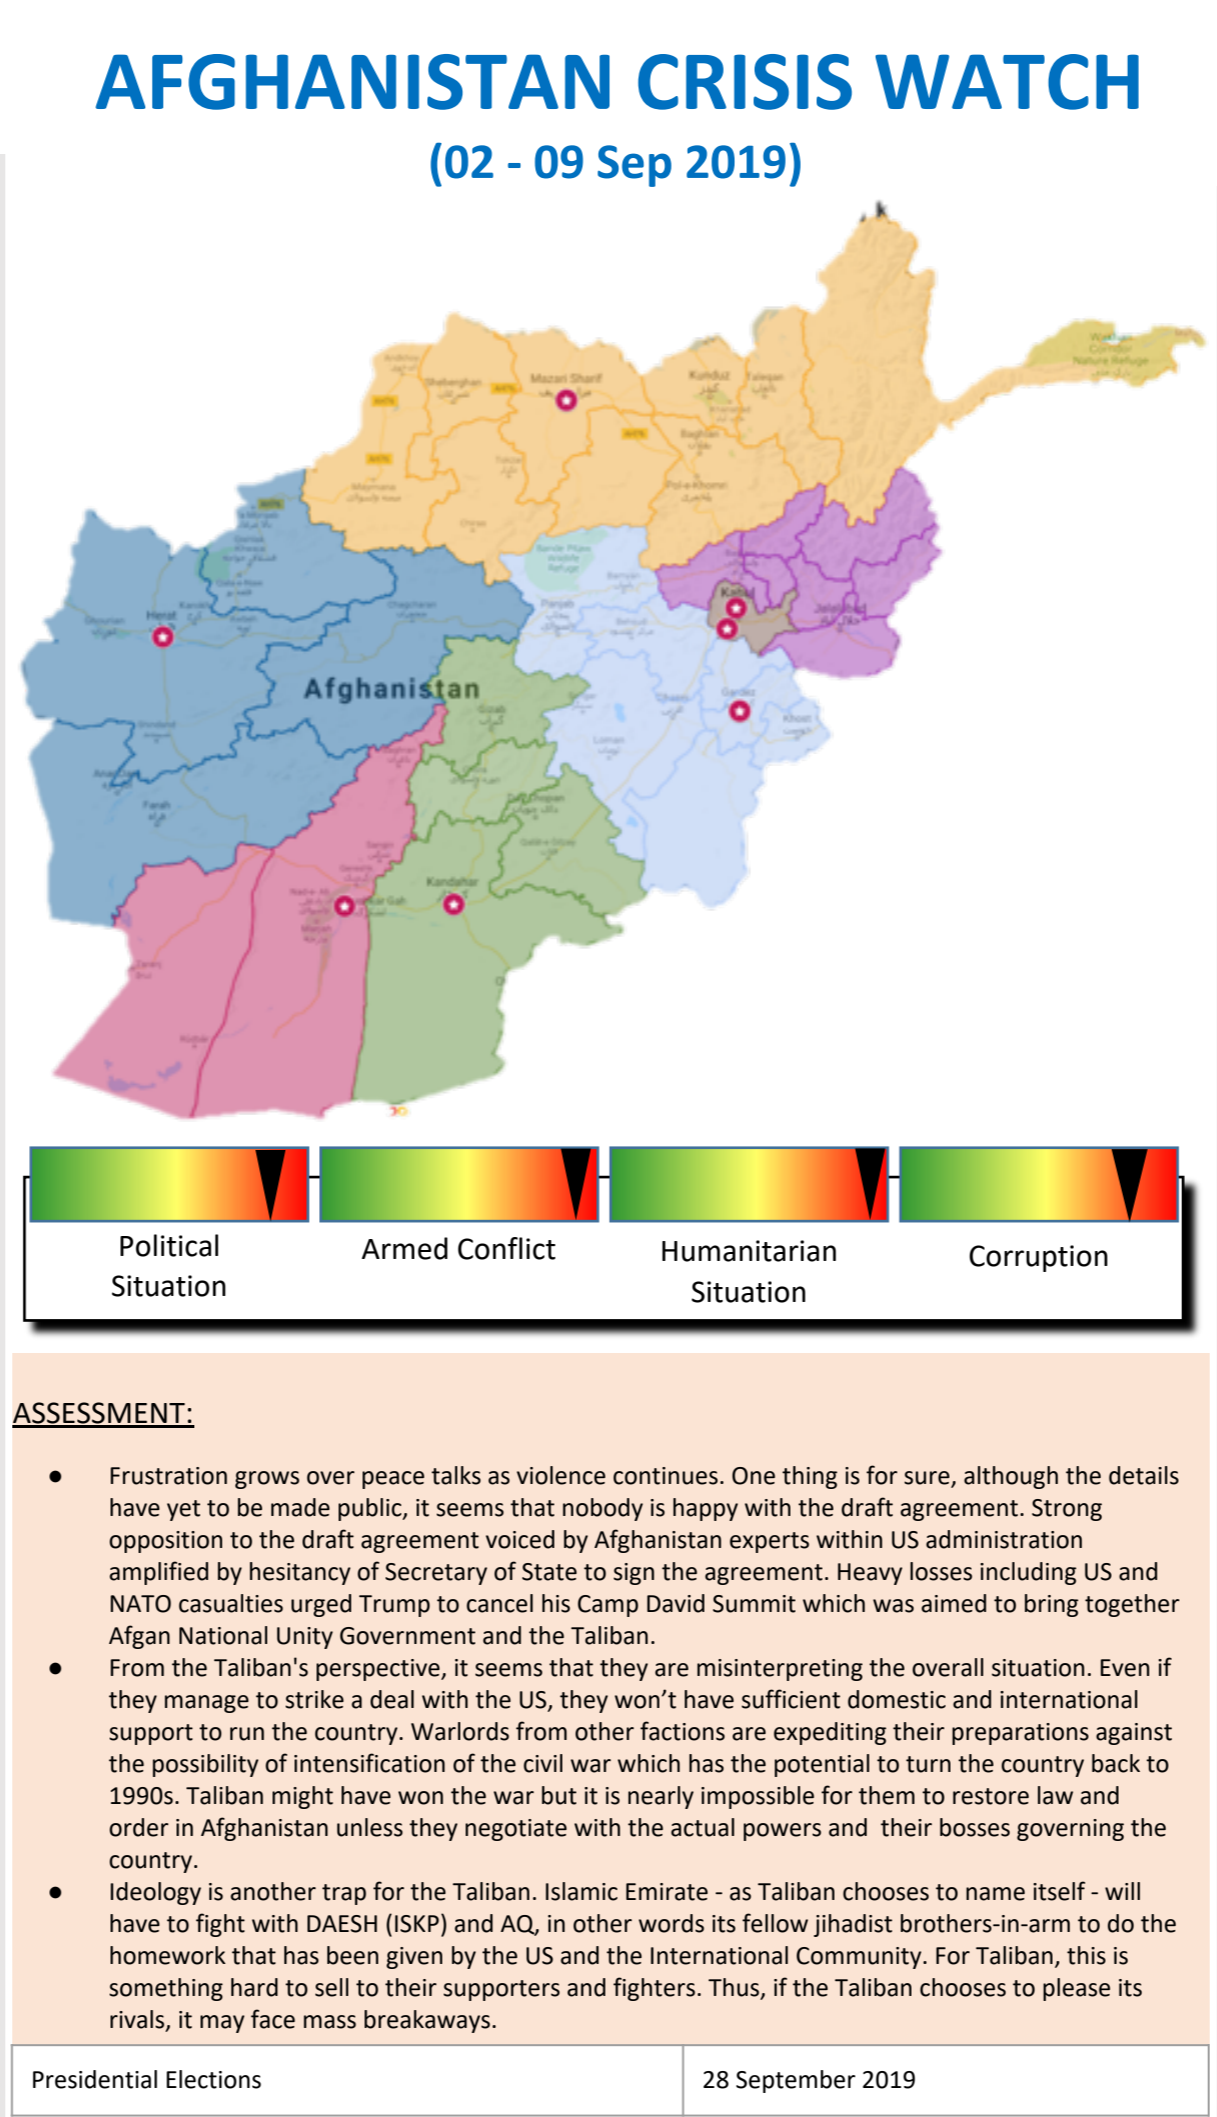 AFGHANISTAN CRISIS WATCH
(02 - 09 Sep 2019)
Mazari Sharif
Kunduz
Taleqan
Baghlan
Herat
Kabul
Jalalabad
Gardez
Khost
Afghanistan
Farah
Kandahar
Political
Situation
Armed Conflict
Humanitarian
Situation
Corruption
ASSESSMENT:
● Frustration grows over peace talks as violence continues. One thing is for sure, although the details
have yet to be made public, it seems that nobody is happy with the draft agreement. Strong
opposition to the draft agreement voiced by Afghanistan experts within US administration
amplified by hesitancy of Secretary of State to sign the agreement. Heavy losses including US and
NATO casualties urged Trump to cancel his Camp David Summit which was aimed to bring together
Afgan National Unity Government and the Taliban.
● From the Taliban's perspective, it seems that they are misinterpreting the overall situation. Even if
they manage to strike a deal with the US, they won’t have sufficient domestic and international
support to run the country. Warlords from other factions are expediting their preparations against
the possibility of intensification of the civil war which has the potential to turn the country back to
1990s. Taliban might have won the war but it is nearly impossible for them to restore law and
order in Afghanistan unless they negotiate with the actual powers and  their bosses governing the
country.
● Ideology is another trap for the Taliban. Islamic Emirate - as Taliban chooses to name itself - will
have to fight with DAESH (ISKP) and AQ, in other words its fellow jihadist brothers-in-arm to do the
homework that has been given by the US and the International Community. For Taliban, this is
something hard to sell to their supporters and fighters. Thus, if the Taliban chooses to please its
rivals, it may face mass breakaways.
Presidential Elections
28 September 2019